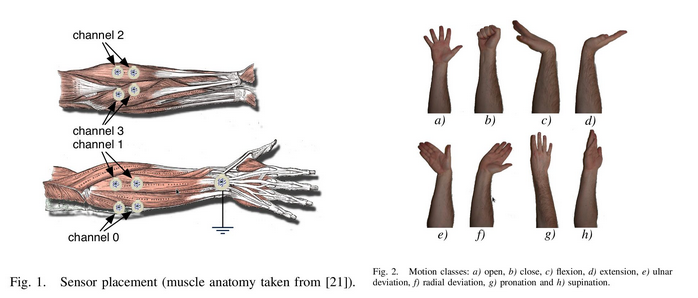 channel 2
channel 3
channel 1
channel 0
Fig. 1. Sensor placement (muscle anatomy taken from [21]).
a) b) c) d)
e) f) g) h)
Fig. 2. Motion classes: a) open, b) close, c) flexion, d) extension, e) ulnar
deviation, f) radial deviation, g) pronation and h) supination.